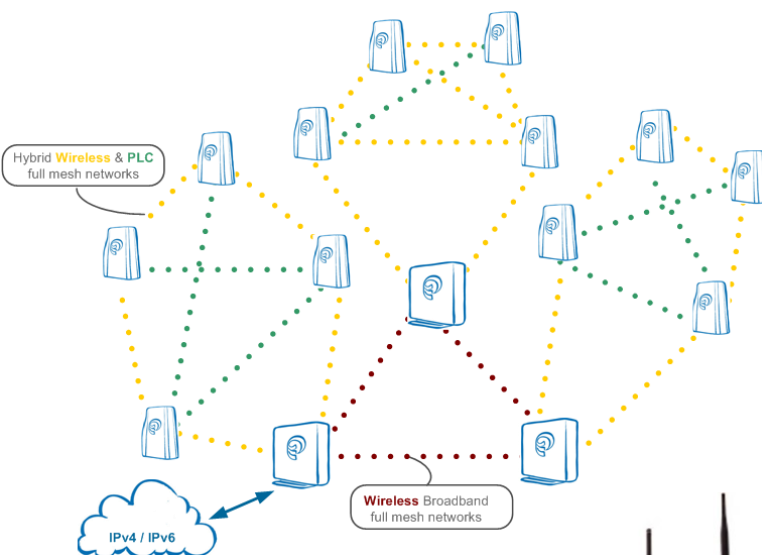 Hybrid Wireless & PLC
full mesh networks
Wireless Broadband
full mesh networks
IPv4 / IPv6